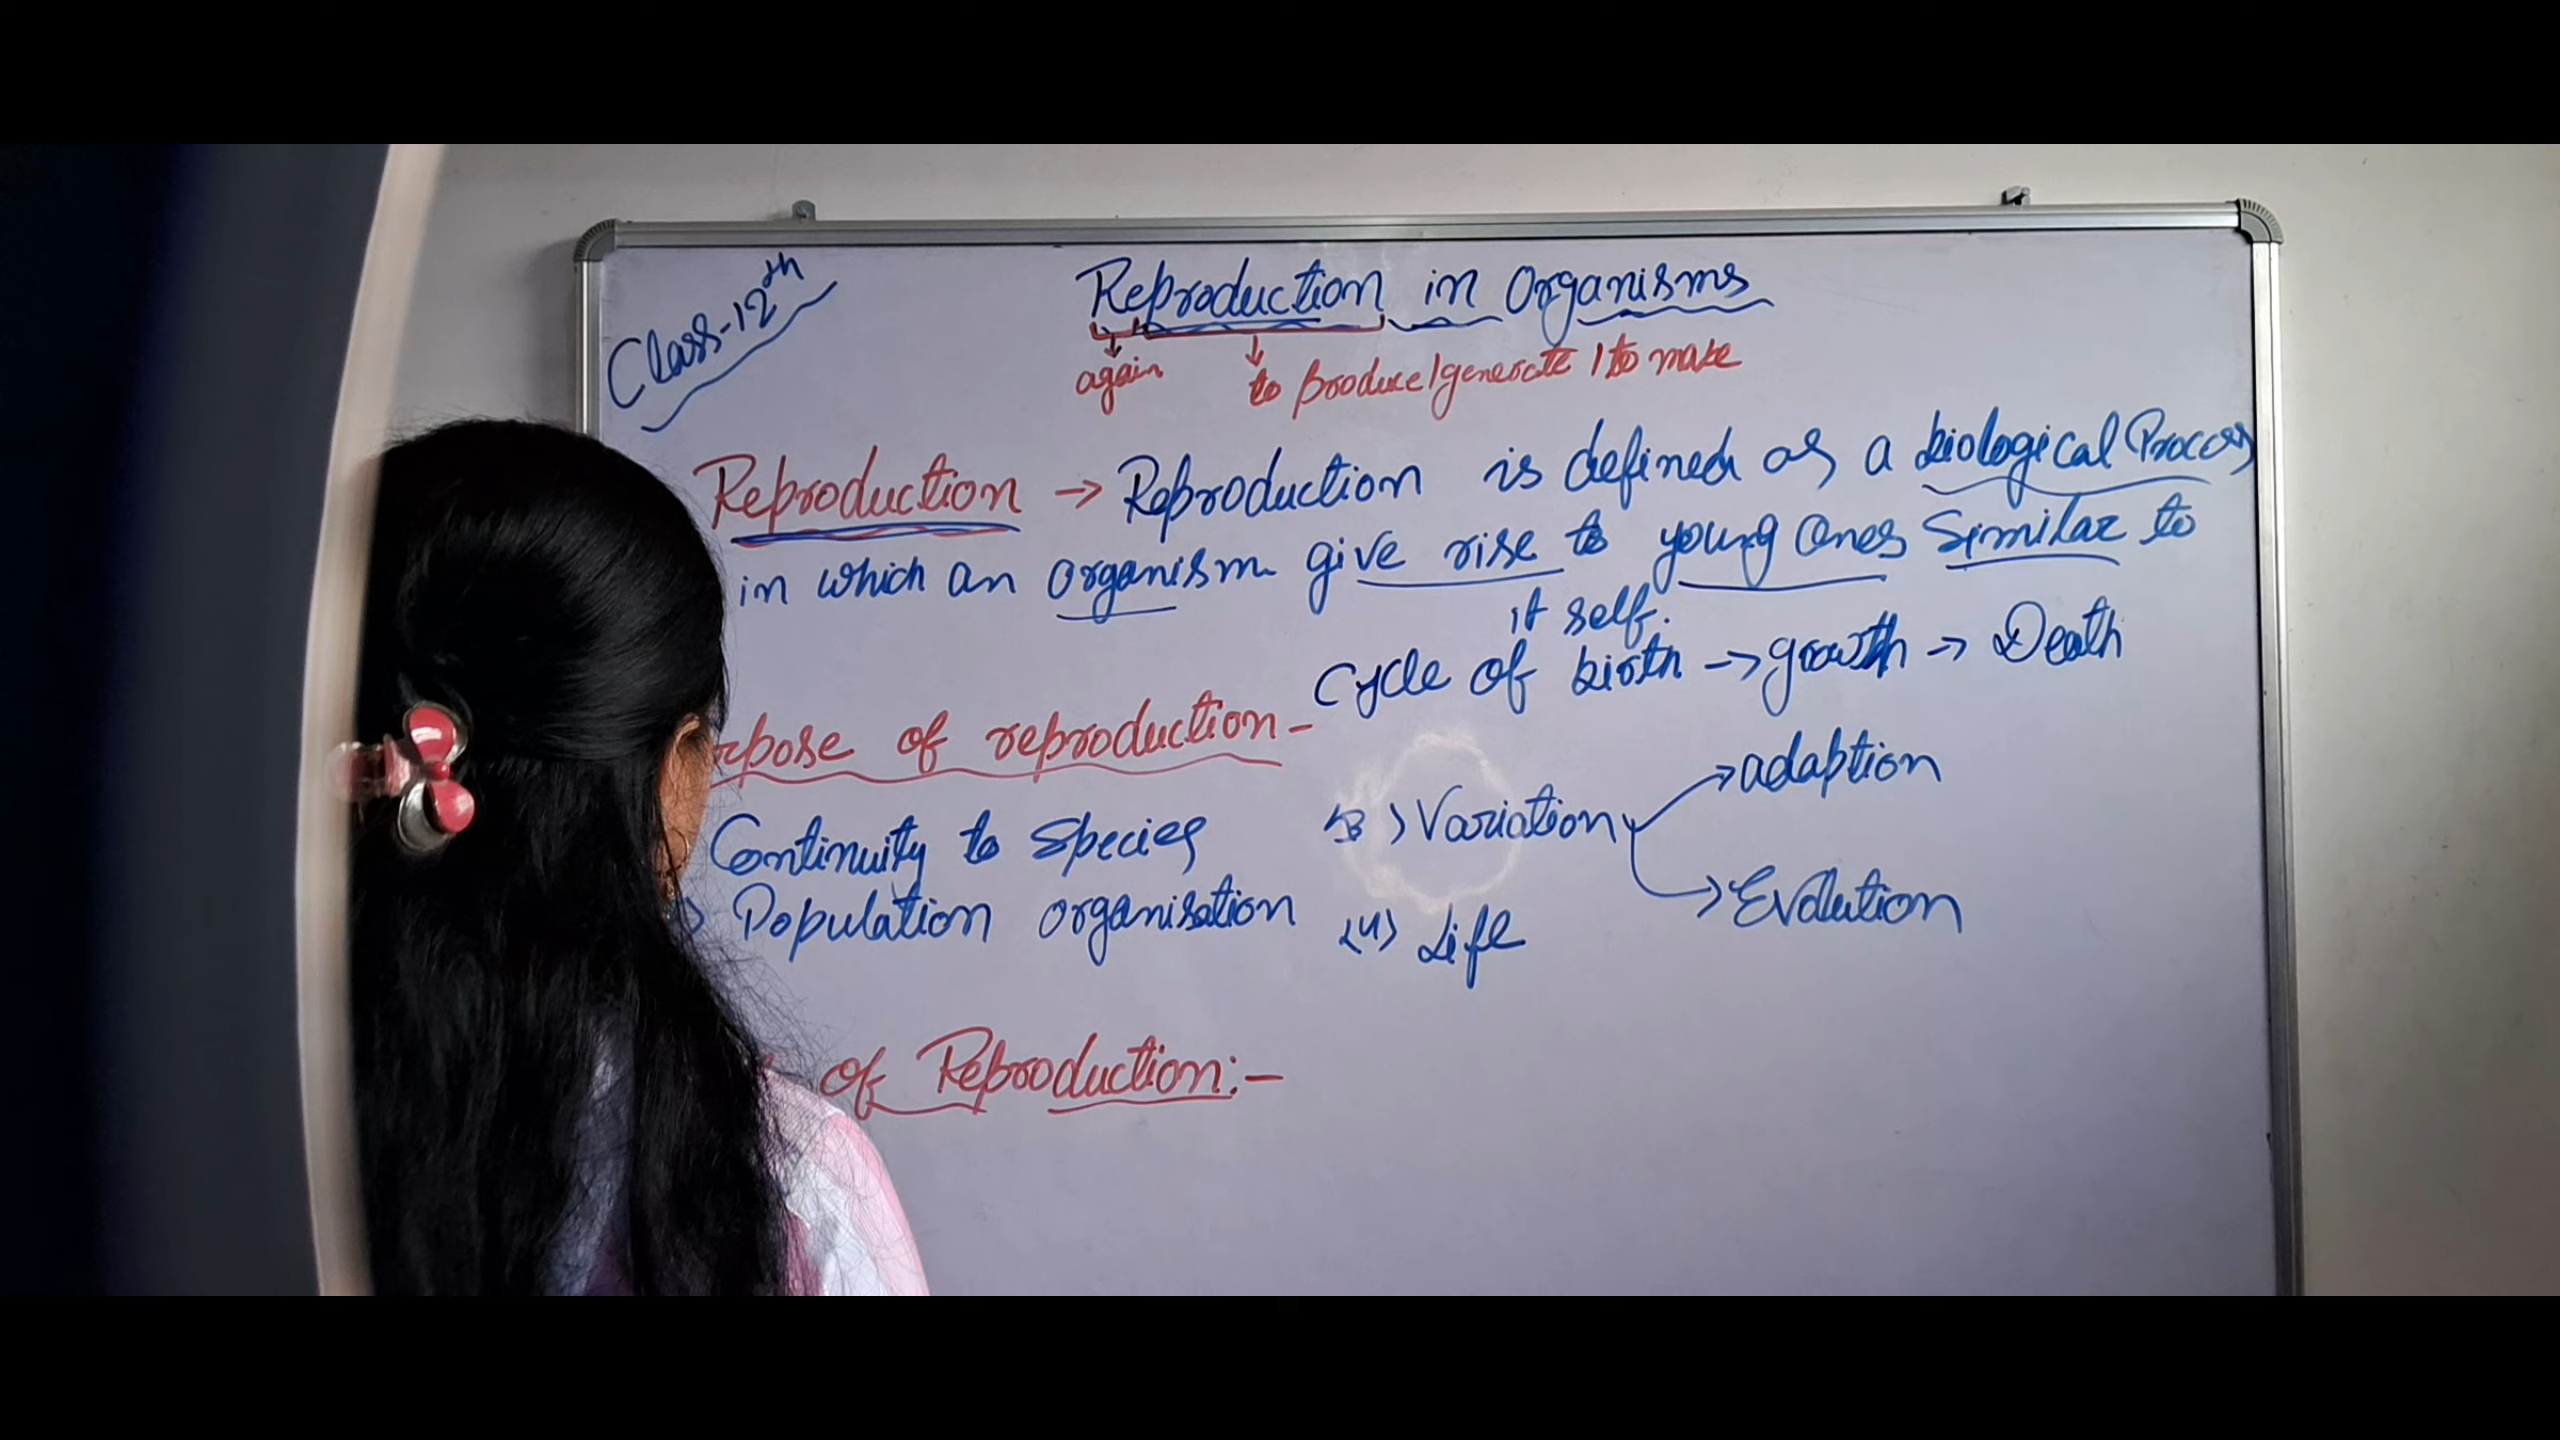 Class-12th
Reproduction in Organisms
again
to produce/generate / to make
Reproduction → Reproduction is defined as a biological Process
in which an organism give rise to young ones Similar to
it self.
Cycle of birth → growth → Death
rpose of reproduction -
Continuity to Species
> Population organisation
> Variation
→ adaption
→ Evolution
(4) Life
of Reproduction:-